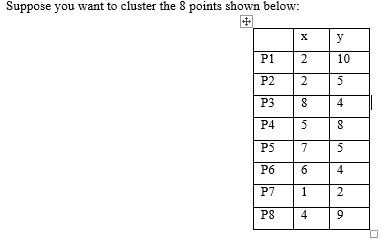 Suppose you want to cluster the 8 points shown below:
x y
P1 2 10
P2 2 5
P3 8 4
P4 5 8
P5 7 5
P6 6 4
P7 1 2
P8 4 9